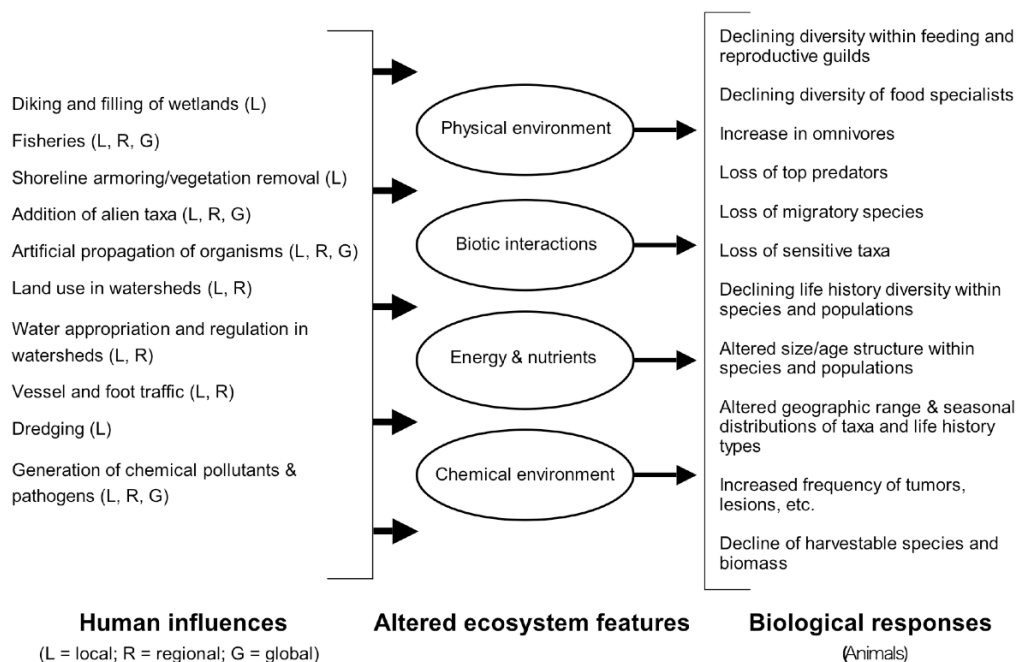 Diking and filling of wetlands (L)
Fisheries (L, R, G)
Shoreline armoring/vegetation removal (L)
Addition of alien taxa (L, R, G)
Artificial propagation of organisms (L, R, G)
Land use in watersheds (L, R)
Water appropriation and regulation in
watersheds (L, R)
Vessel and foot traffic (L, R)
Dredging (L)
Generation of chemical pollutants &
pathogens (L, R, G)
Human influences
(L = local; R = regional; G = global)
Physical environment
Biotic interactions
Energy & nutrients
Chemical environment
Altered ecosystem features
Declining diversity within feeding and
reproductive guilds
Declining diversity of food specialists
Increase in omnivores
Loss of top predators
Loss of migratory species
Loss of sensitive taxa
Declining life history diversity within
species and populations
Altered size/age structure within
species and populations
Altered geographic range & seasonal
distributions of taxa and life history
types
Increased frequency of tumors,
lesions, etc.
Decline of harvestable species and
biomass
Biological responses
(Animals)